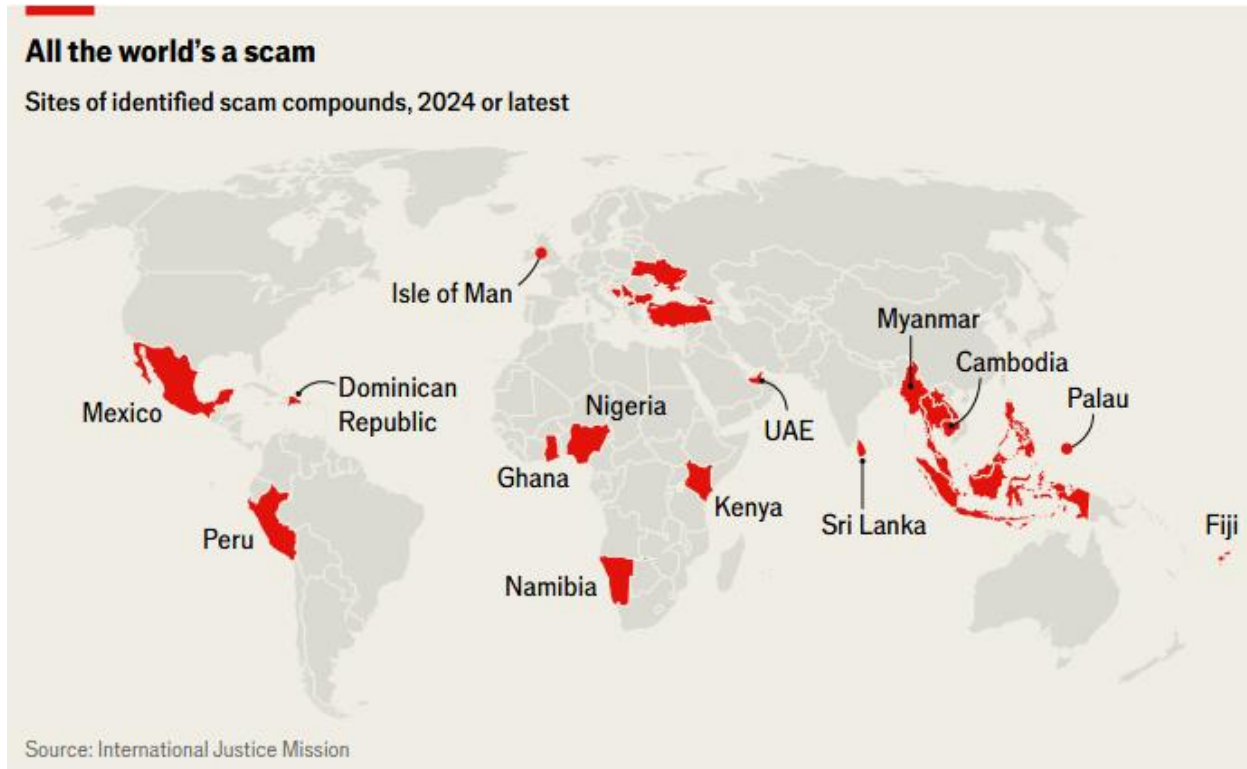 All the world's a scam
Sites of identified scam compounds, 2024 or latest
Isle of Man
Myanmar
Cambodia
Mexico
Dominican
Republic
Nigeria
UAE
Palau
Ghana
Kenya
Sri Lanka
Fiji
Peru
Namibia
Source: International Justice Mission